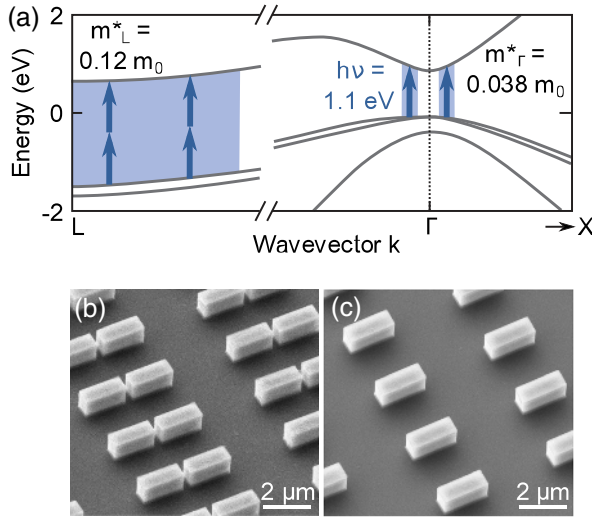 (a)
2
0
-2
Energy (eV)
m*L =
0.12 m0
hν =
1.1 eV
m*Γ =
0.038 m0
L
Γ
→ X
Wavevector k
(b)
2 µm
(c)
2 µm